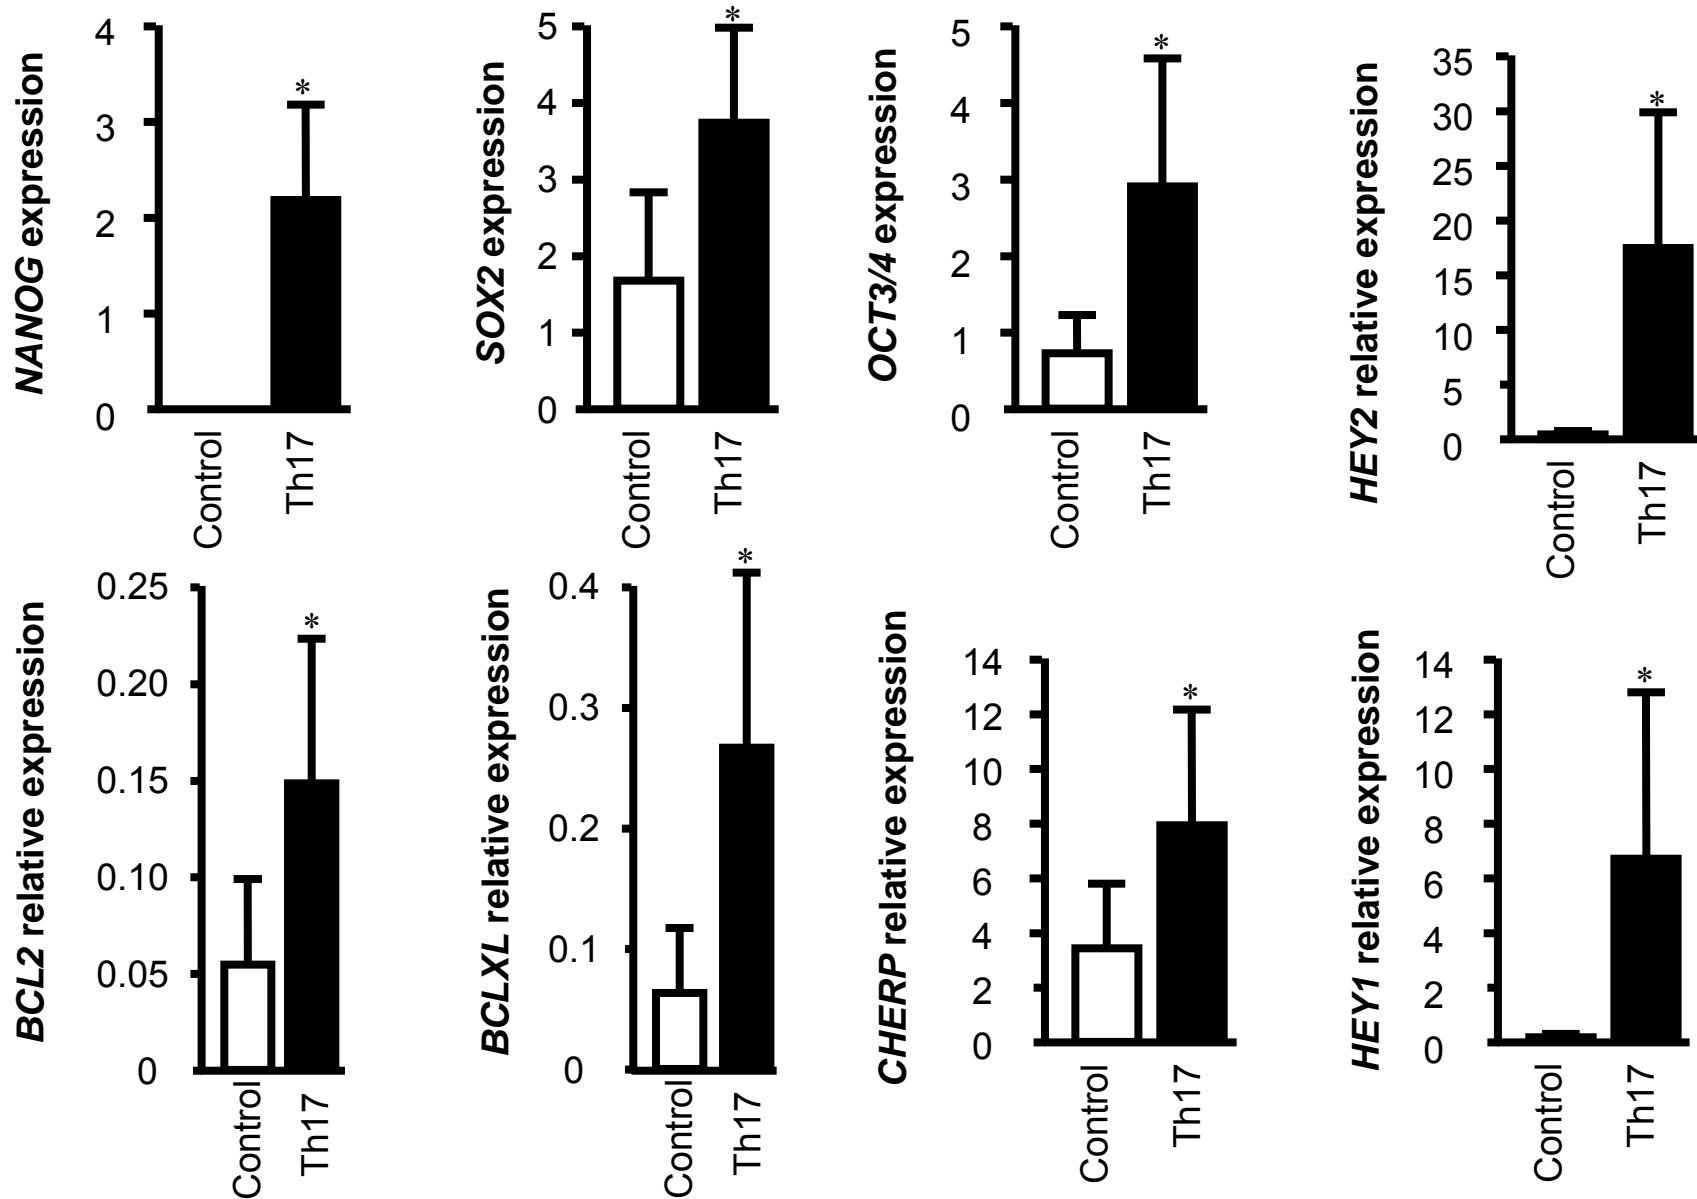 NANOG expression
4
3
2
1
0
Control
Th17
*
SOX2 expression
5
4
3
2
1
0
Control
Th17
*
OCT3/4 expression
5
4
3
2
1
0
Control
Th17
*
HEY2 relative expression
35
30
25
20
15
10
5
0
Control
Th17
*
BCL2 relative expression
0.25
0.20
0.15
0.10
0.05
0
Control
Th17
*
BCLXL relative expression
0.4
0.3
0.2
0.1
0
Control
Th17
*
CHERP relative expression
14
12
10
8
6
4
2
0
Control
Th17
*
HEY1 relative expression
14
12
10
8
6
4
2
0
Control
Th17
*